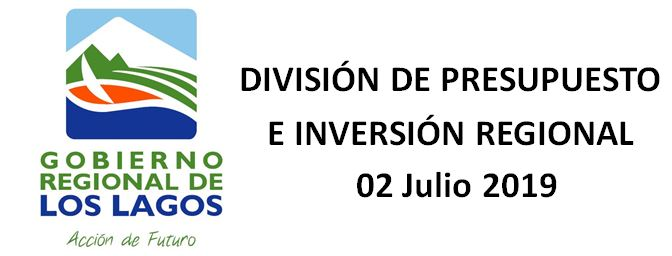 GOBIERNO
REGIONAL DE
LOS LAGOS
Acción de Futuro
DIVISIÓN DE PRESUPUESTO
E INVERSIÓN REGIONAL
02 Julio 2019